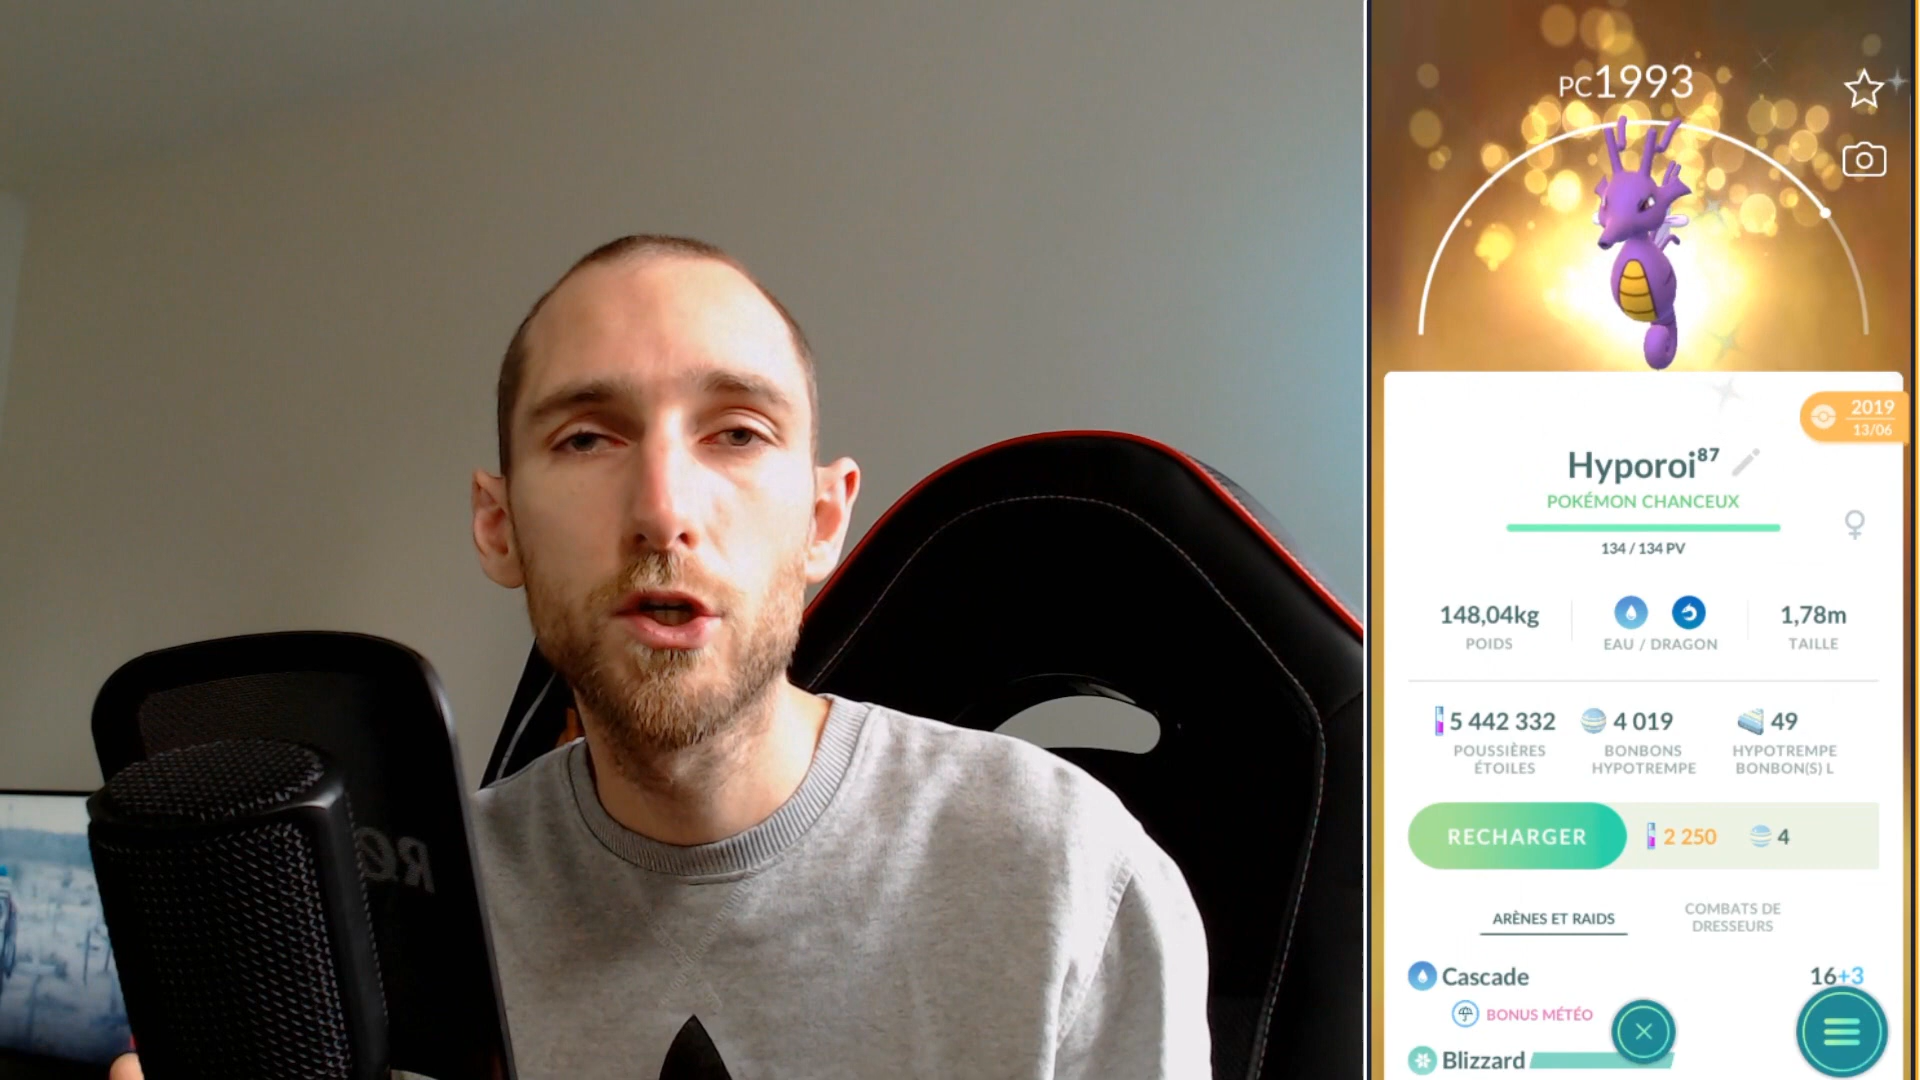 PC1993
2019
13/06
Hyporoi⁸⁷
POKÉMON CHANCEUX
134 / 134 PV
148,04kg
1,78m
POIDS
EAU / DRAGON
TAILLE
5 442 332
4 019
49
POUSSIÈRES
ÉTOILES
BONBONS
HYPOTREMPE
HYPOTREMPE
BONBON(S) L
RECHARGER
2 250
4
ARÈNES ET RAIDS
COMBATS DE
DRESSEURS
Cascade
16+3
BONUS MÉTÉO
Blizzard